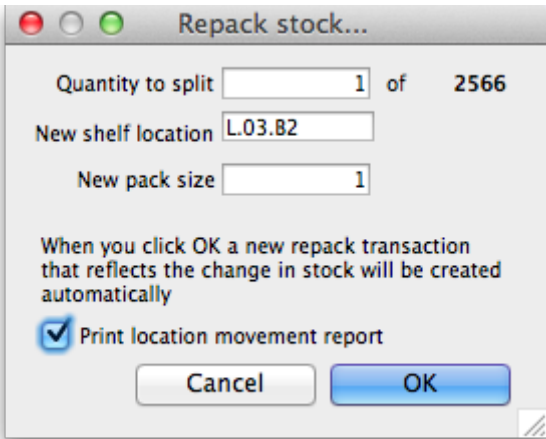 Repack stock...
Quantity to split 1 of 2566
New shelf location L.03.B2
New pack size 1
When you click OK a new repack transaction
that reflects the change in stock will be created
automatically
Print location movement report
Cancel OK